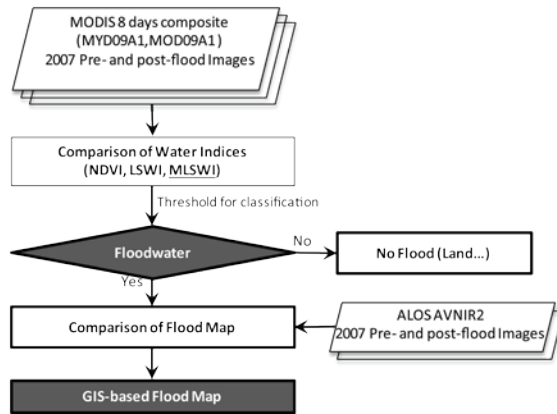 MODIS 8 days composite
(MYD09A1,MOD09A1)
2007 Pre- and post-flood Images
Comparison of Water Indices
(NDVI, LSWI, MLSWI)
Threshold for classification
Floodwater
No
No Flood (Land...)
Yes
Comparison of Flood Map
ALOS AVNIR2
2007 Pre- and post-flood Images
GIS-based Flood Map